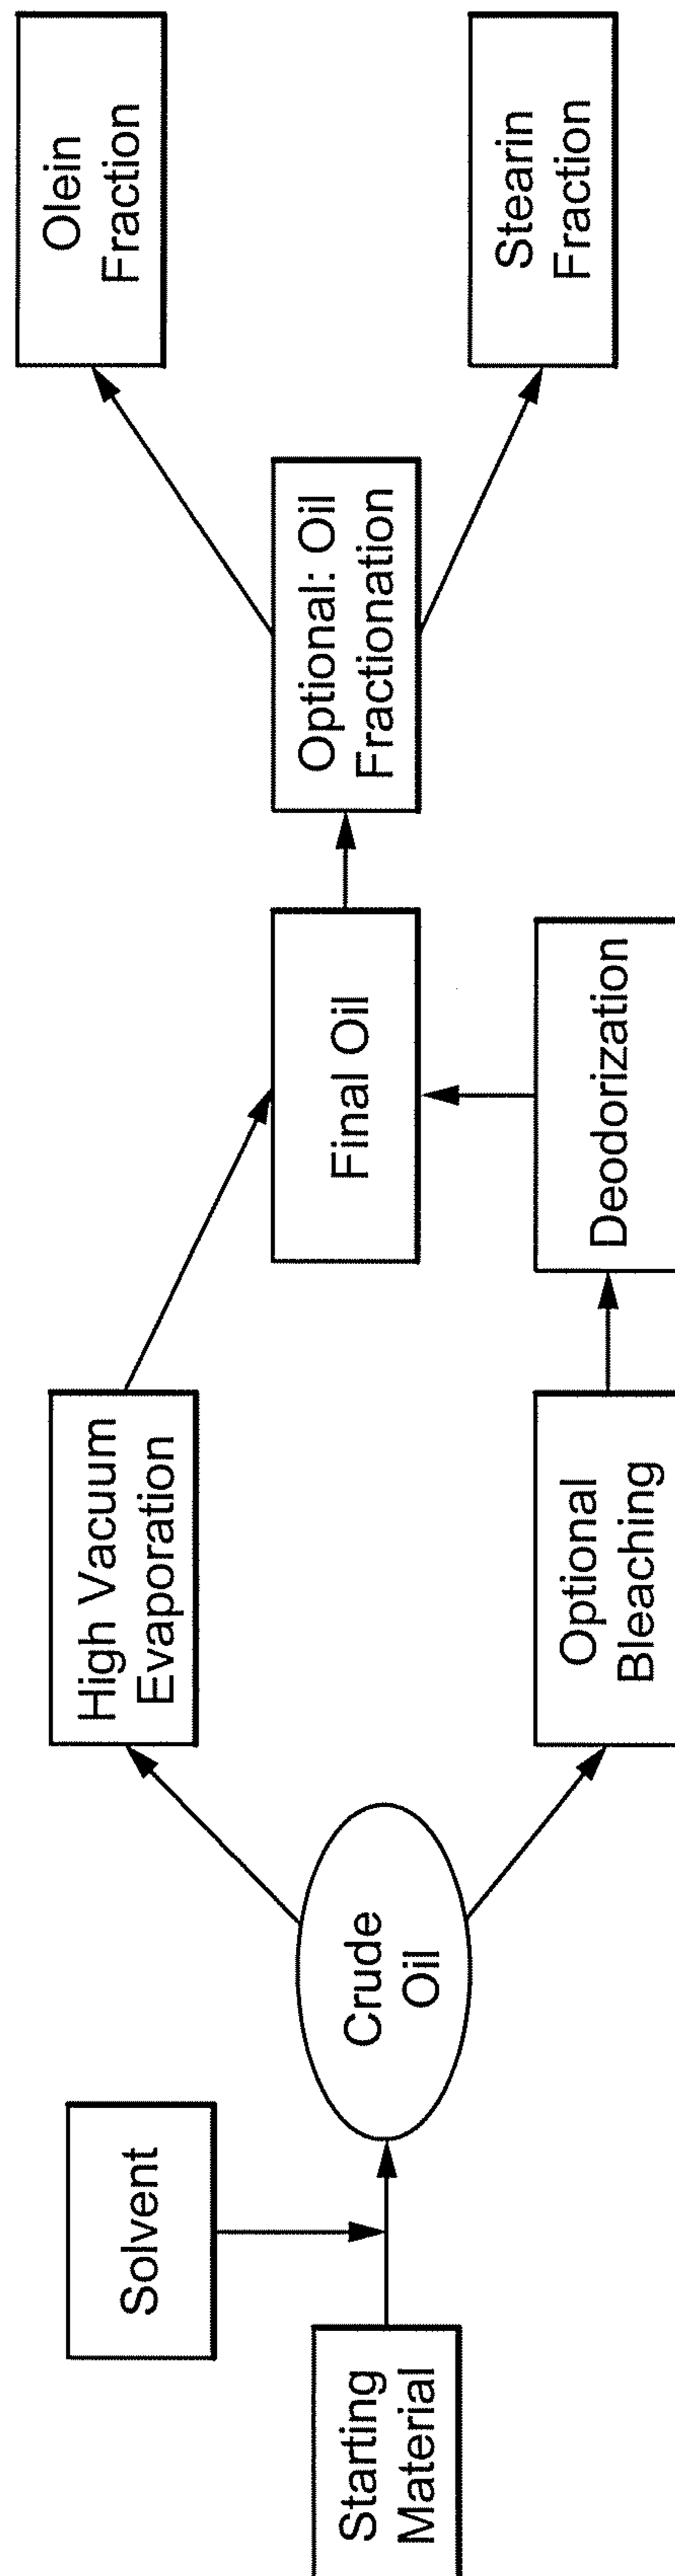 Solvent
Starting
Material
Crude
Oil
High Vacuum
Evaporation
Optional
Bleaching
Deodorization
Final Oil
Optional: Oil
Fractionation
Olein
Fraction
Stearin
Fraction